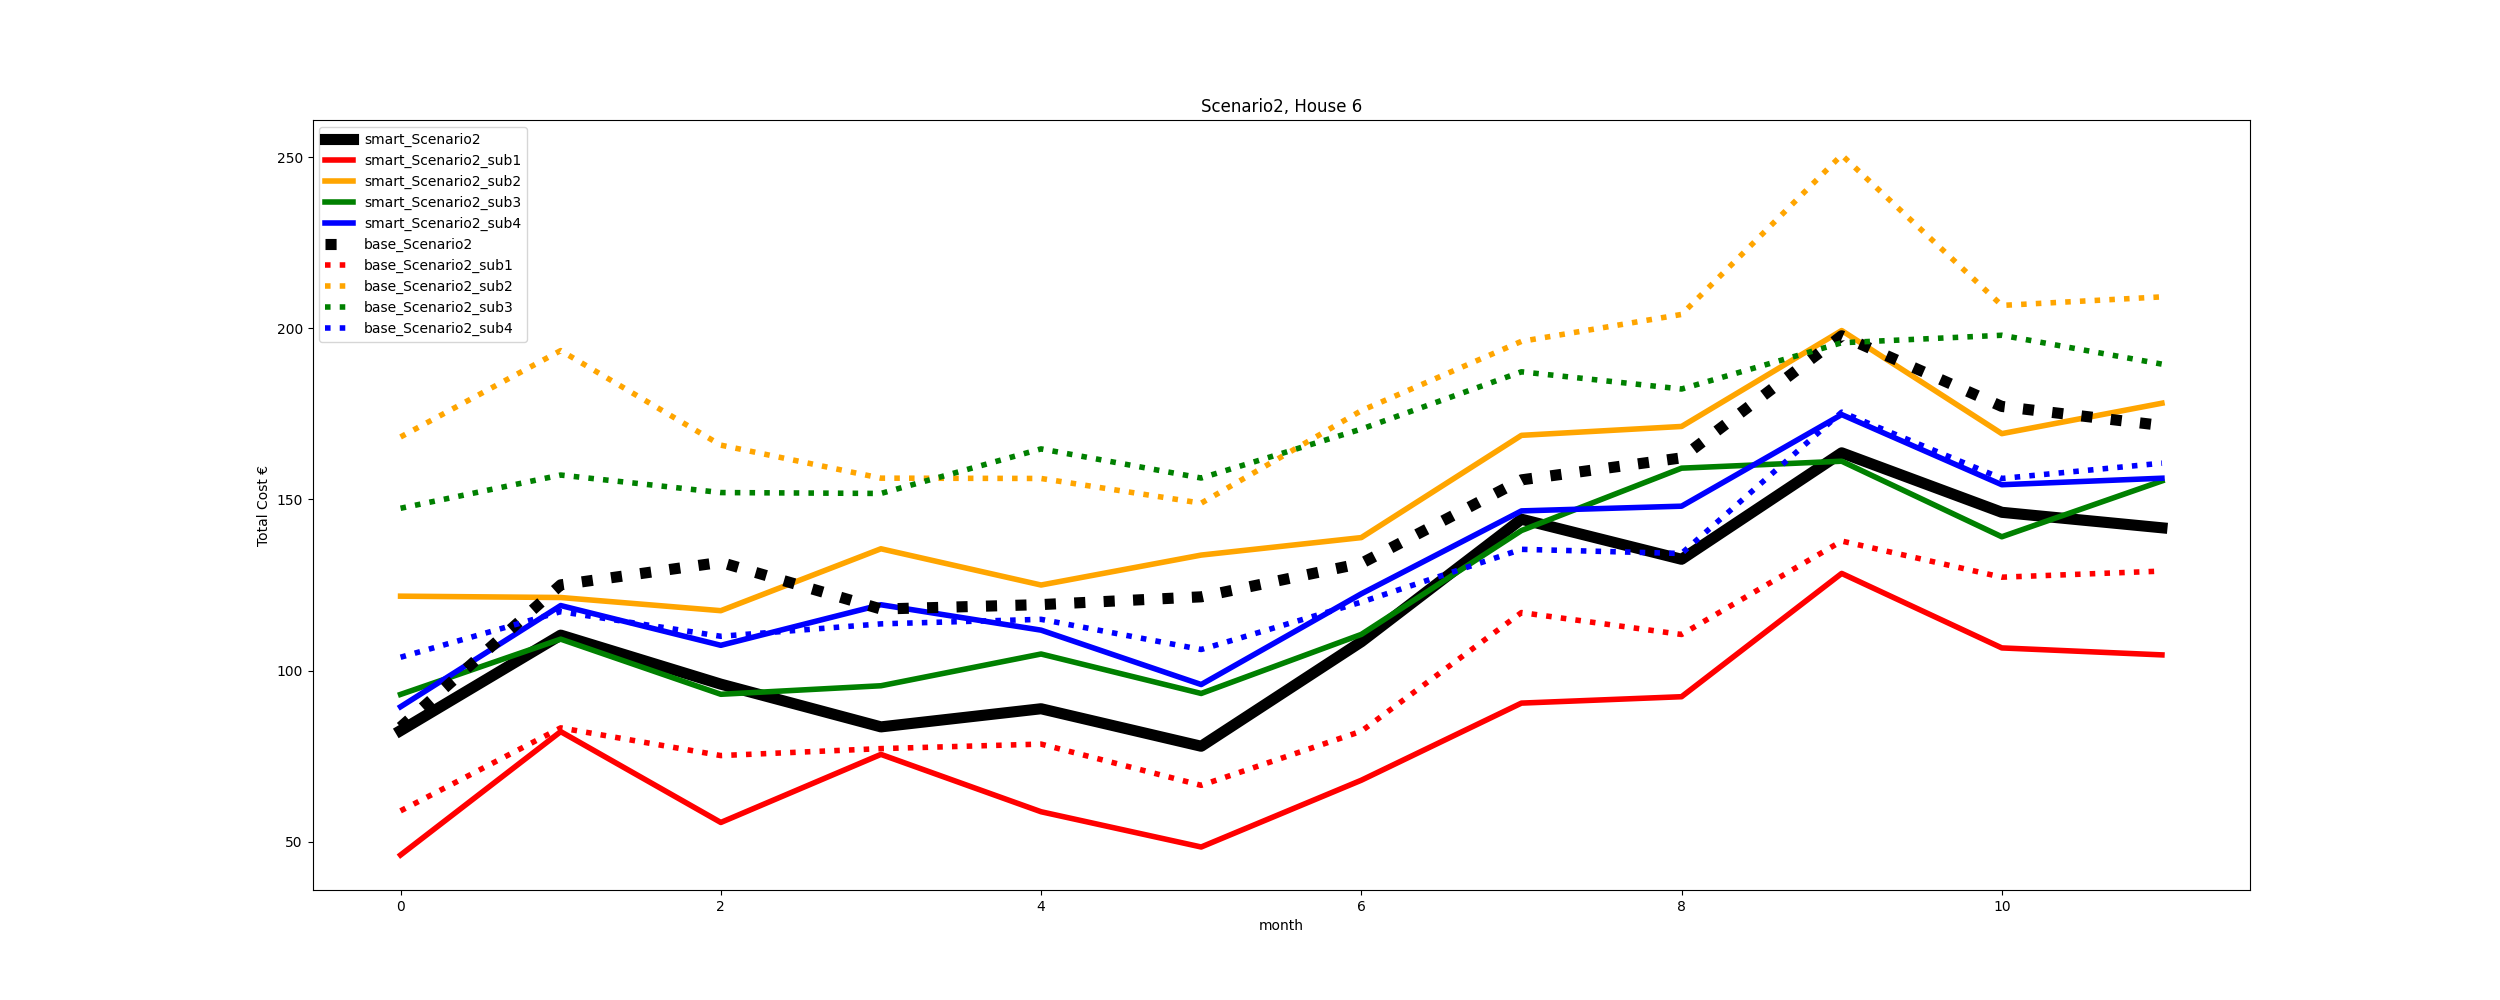 Scenario2, House 6
smart_Scenario2
smart_Scenario2_sub1
smart_Scenario2_sub2
smart_Scenario2_sub3
smart_Scenario2_sub4
base_Scenario2
base_Scenario2_sub1
base_Scenario2_sub2
base_Scenario2_sub3
base_Scenario2_sub4
250
200
150
100
50
Total Cost €
0 2 4 6 8 10
month